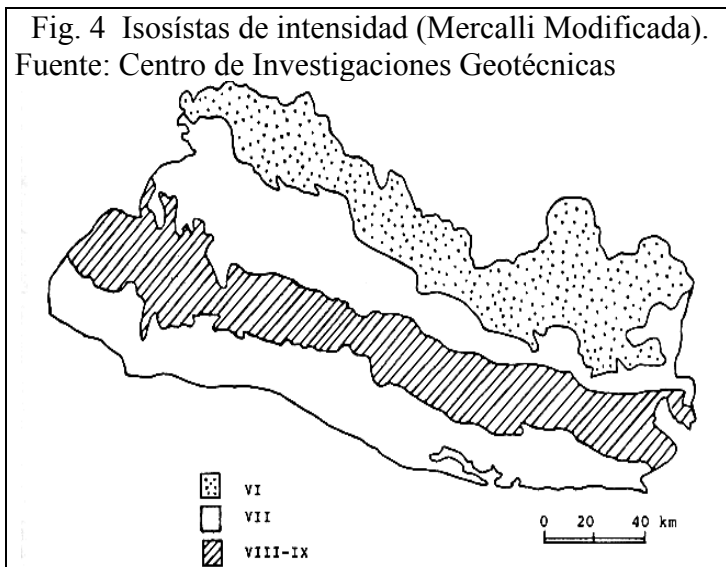 Fig. 4 Isosístas de intensidad (Mercalli Modificada).
Fuente: Centro de Investigaciones Geotécnicas
VI
VII
VIII-IX
0 20 40 km